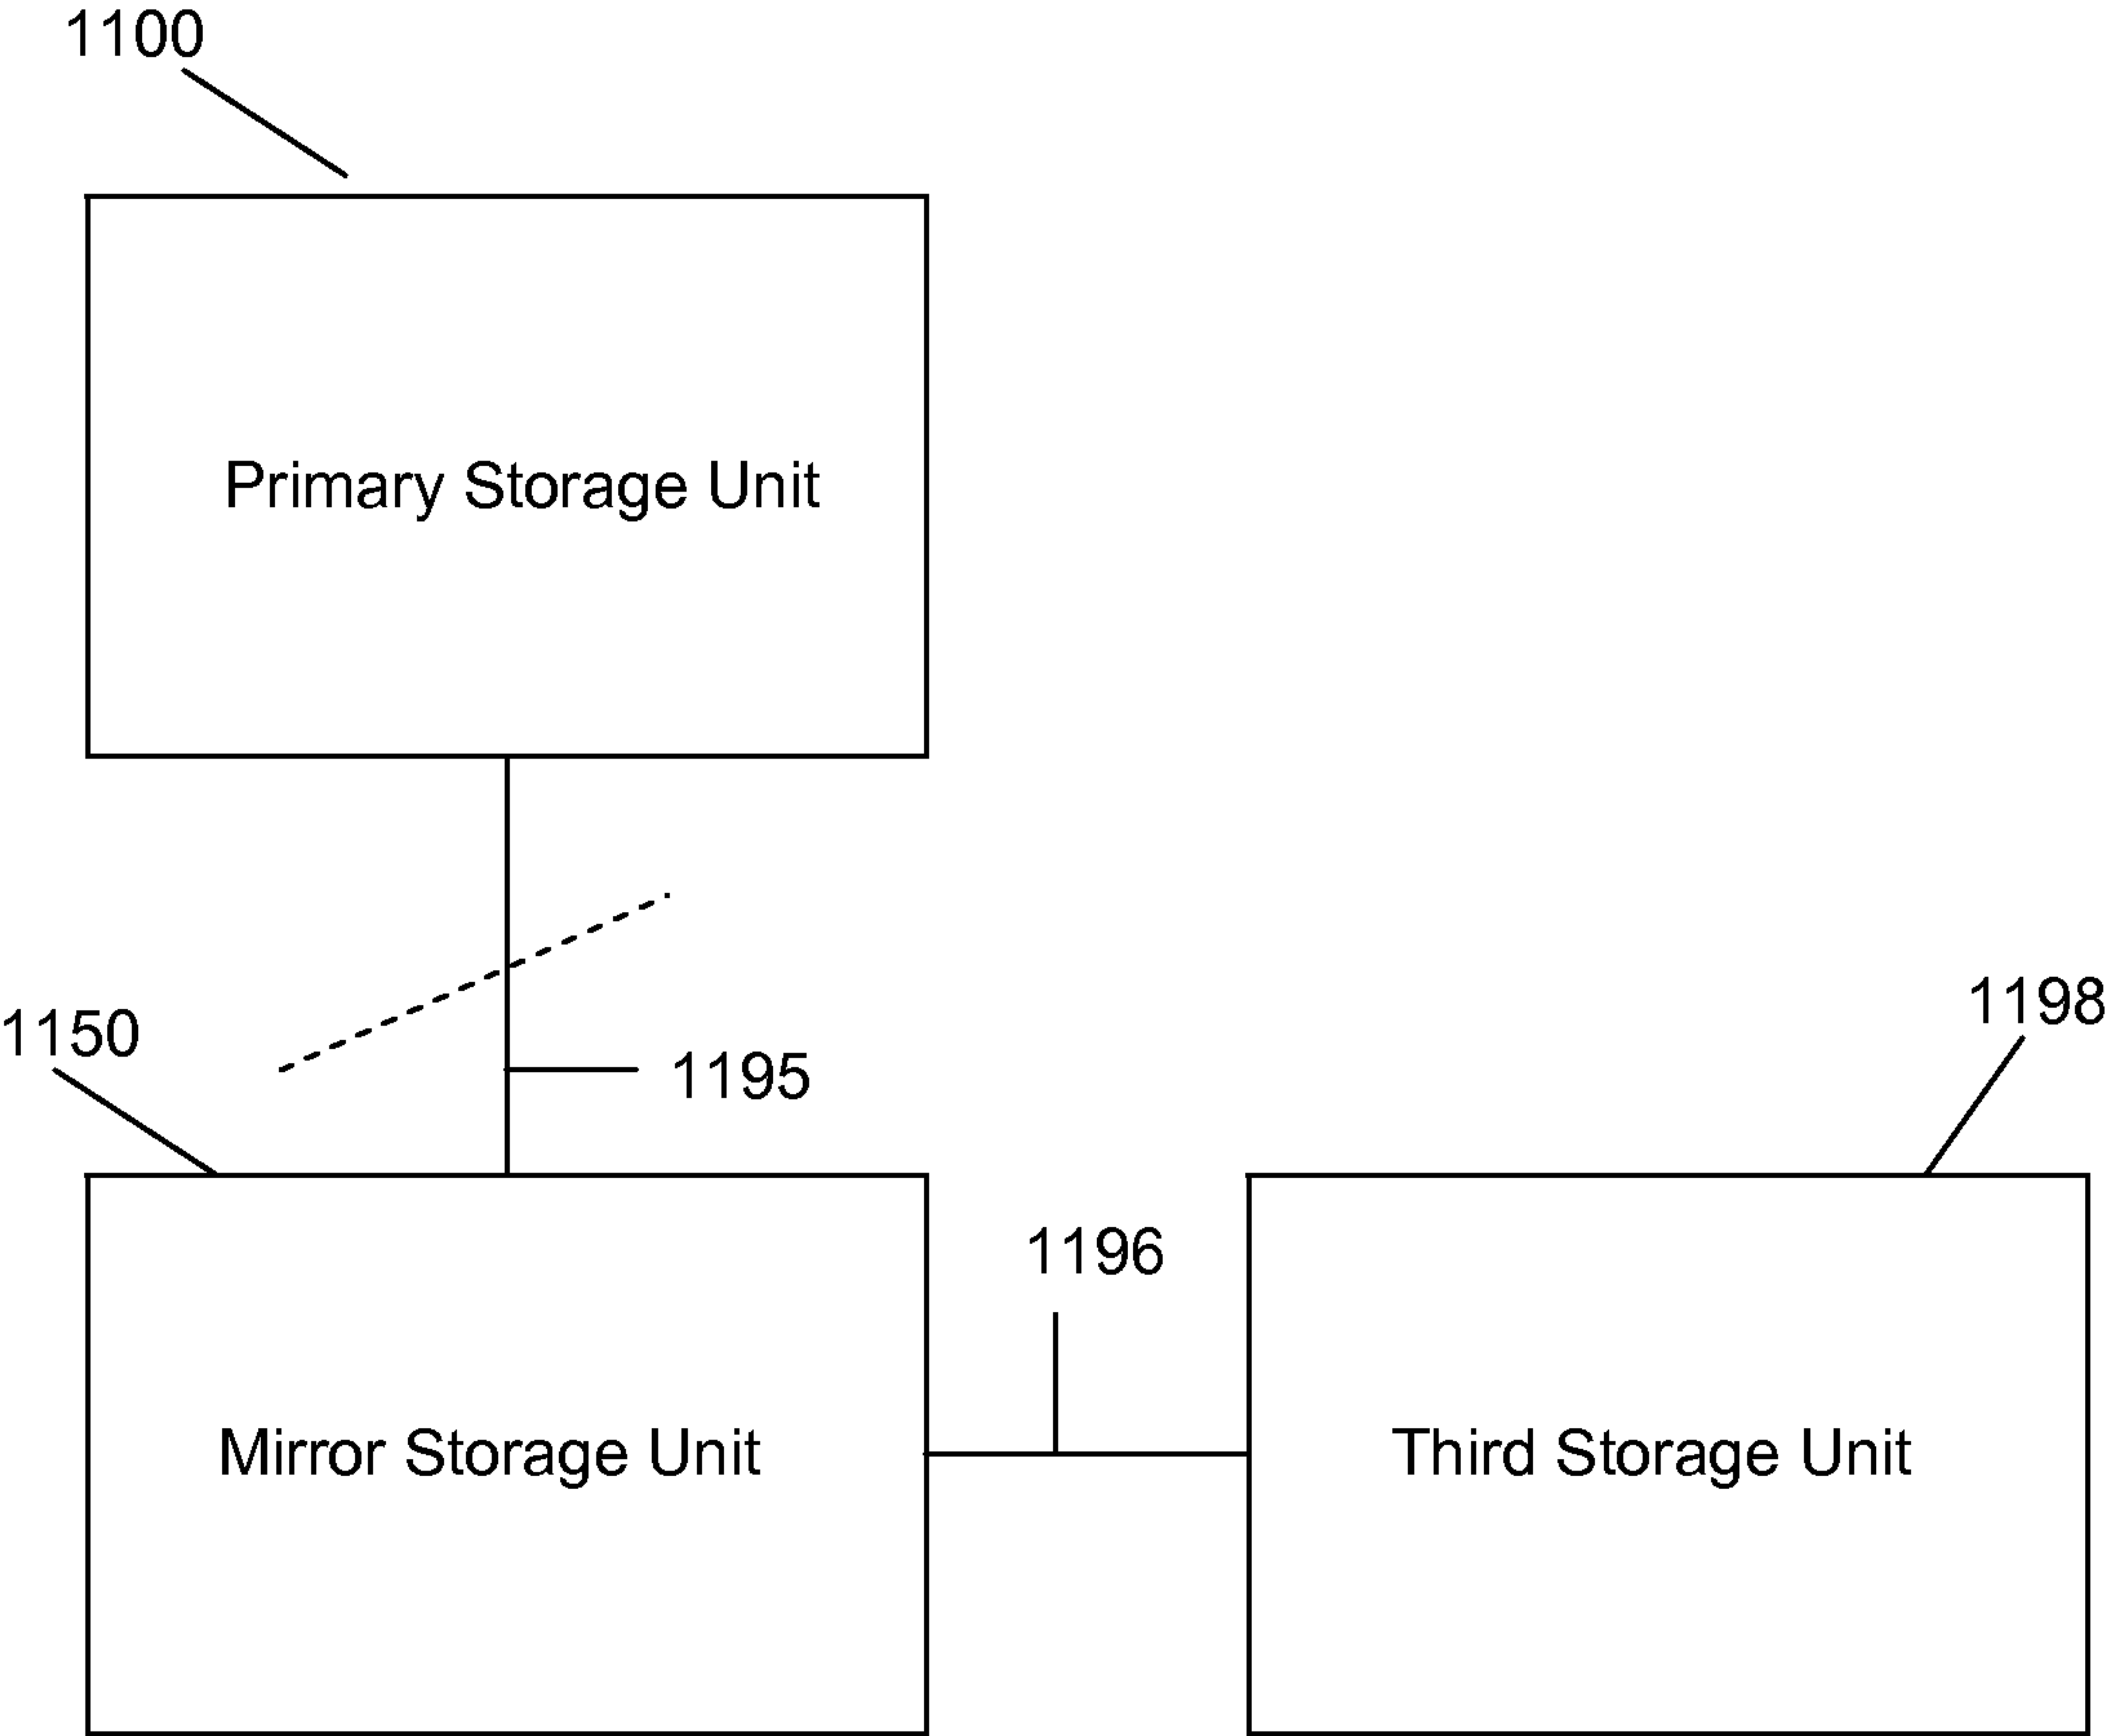 1100
Primary Storage Unit
1150
1195
1198
1196
Mirror Storage Unit
Third Storage Unit